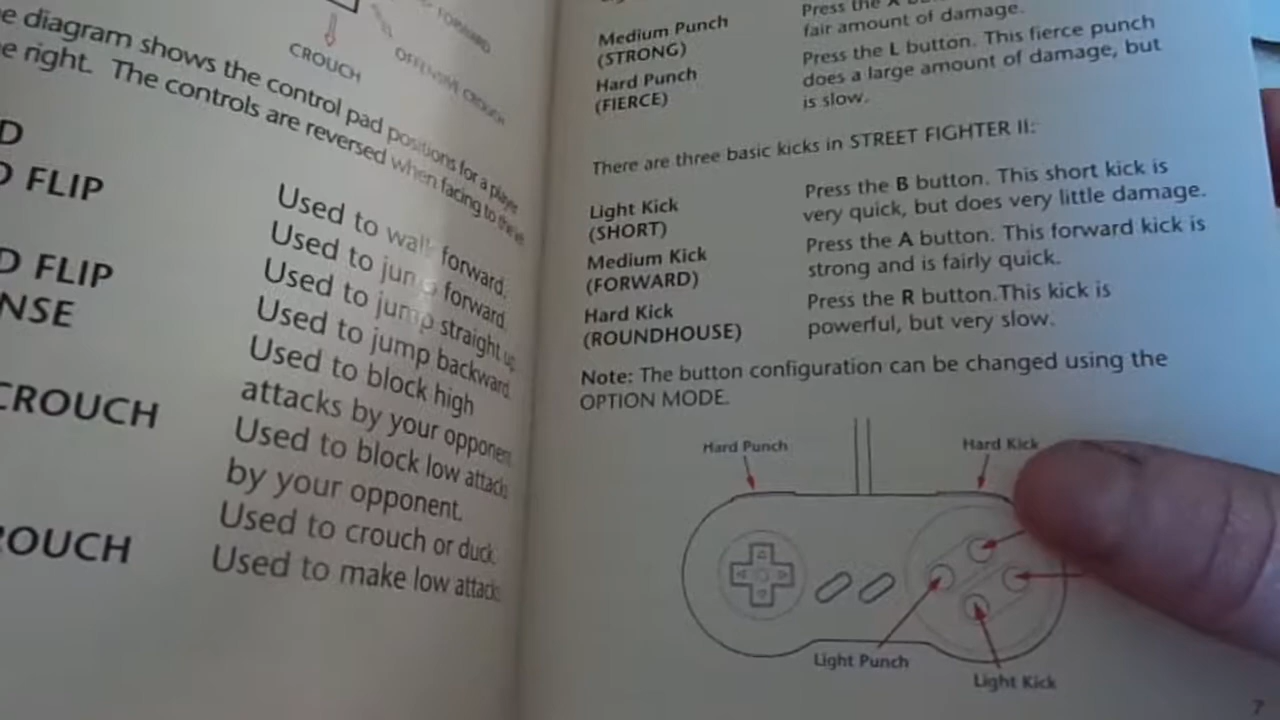 FORWARD
CROUCH
OFFENSIVE CROUCH
diagram shows the control pad positions for a player
right. The controls are reversed when facing to the left
D
FLIP
FLIP
NSE
CROUCH
ROUCH
Used to walk forward.
Used to jump forward.
Used to jump straight up.
Used to jump backward.
Used to block high
attacks by your opponent
Used to block low attacks
by your opponent.
Used to crouch or duck.
Used to make low attacks
Medium Punch
(STRONG)
Press the
fair amount of damage.
Hard Punch
(FIERCE)
Press the L button. This fierce punch
does a large amount of damage, but
is slow.
There are three basic kicks in STREET FIGHTER II:
Light Kick
(SHORT)
Press the B button. This short kick is
very quick, but does very little damage.
Medium Kick
(FORWARD)
Press the A button. This forward kick is
strong and is fairly quick.
Hard Kick
(ROUNDHOUSE)
Press the R button.This kick is
powerful, but very slow.
Note: The button configuration can be changed using the
OPTION MODE.
Hard Punch
Hard Kick
Light Punch
Light Kick
7